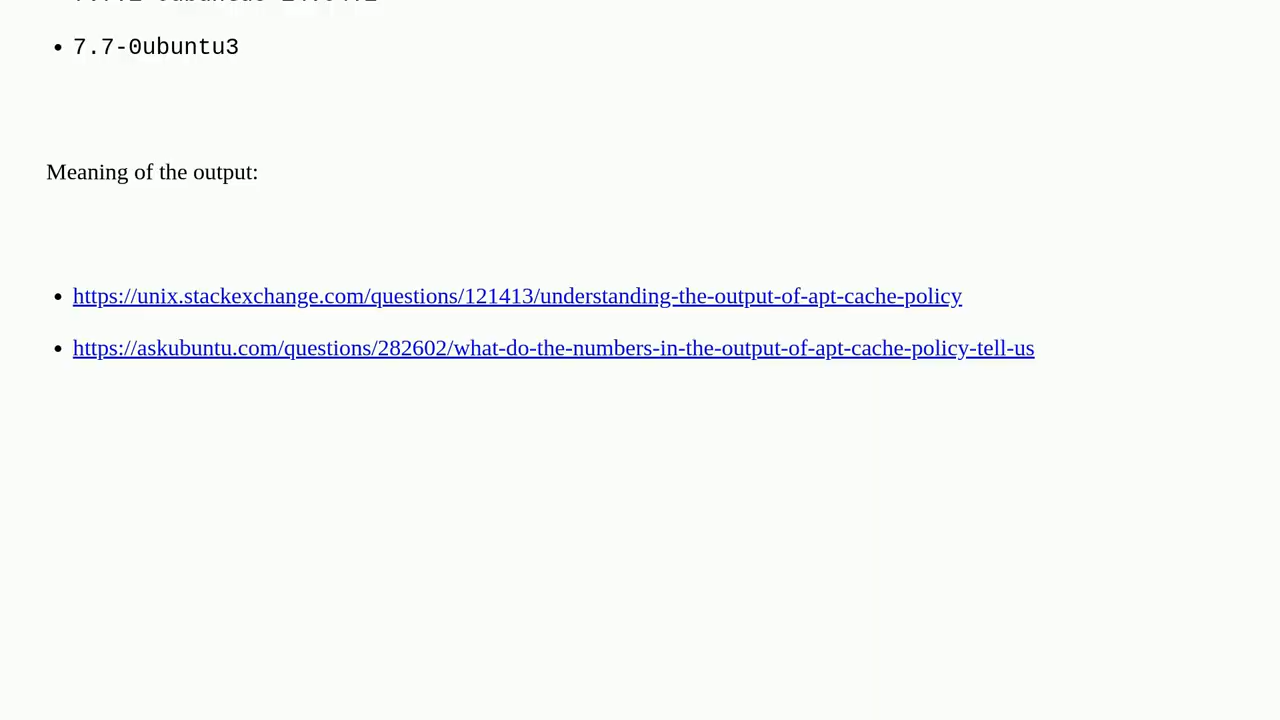 7.7-0ubuntu3
Meaning of the output:
https://unix.stackexchange.com/questions/121413/understanding-the-output-of-apt-cache-policy
https://askubuntu.com/questions/282602/what-do-the-numbers-in-the-output-of-apt-cache-policy-tell-us